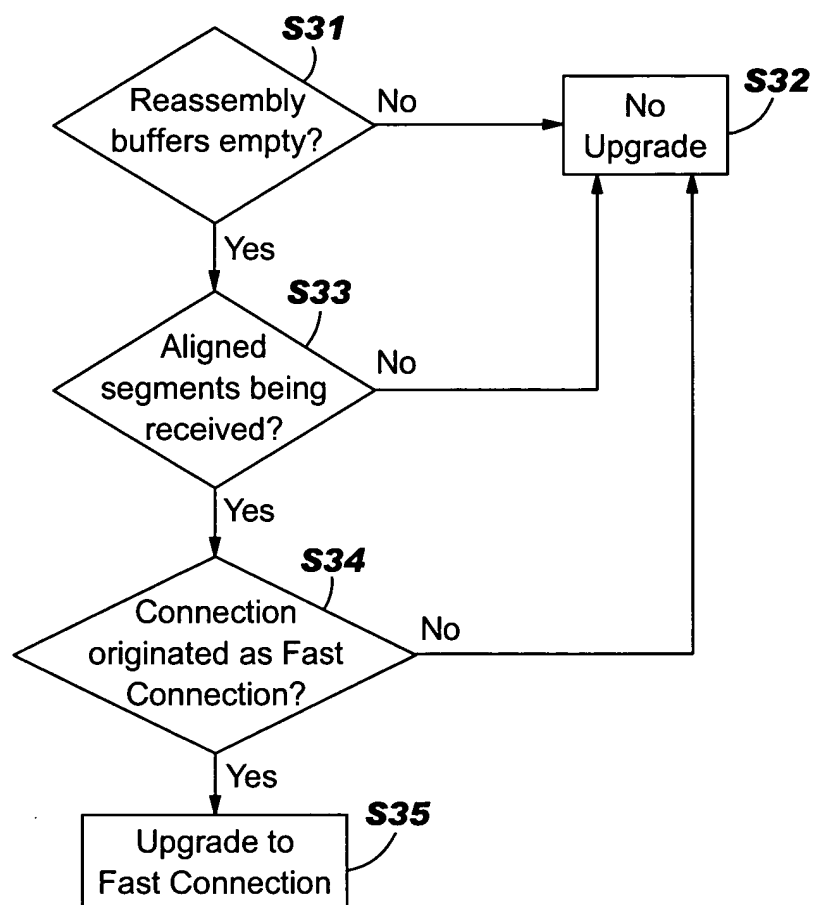 S31
Reassembly
buffers empty?
No
S32
No
Upgrade
Yes
S33
Aligned
segments being
received?
No
Yes
S34
Connection
originated as Fast
Connection?
No
Yes
S35
Upgrade to
Fast Connection